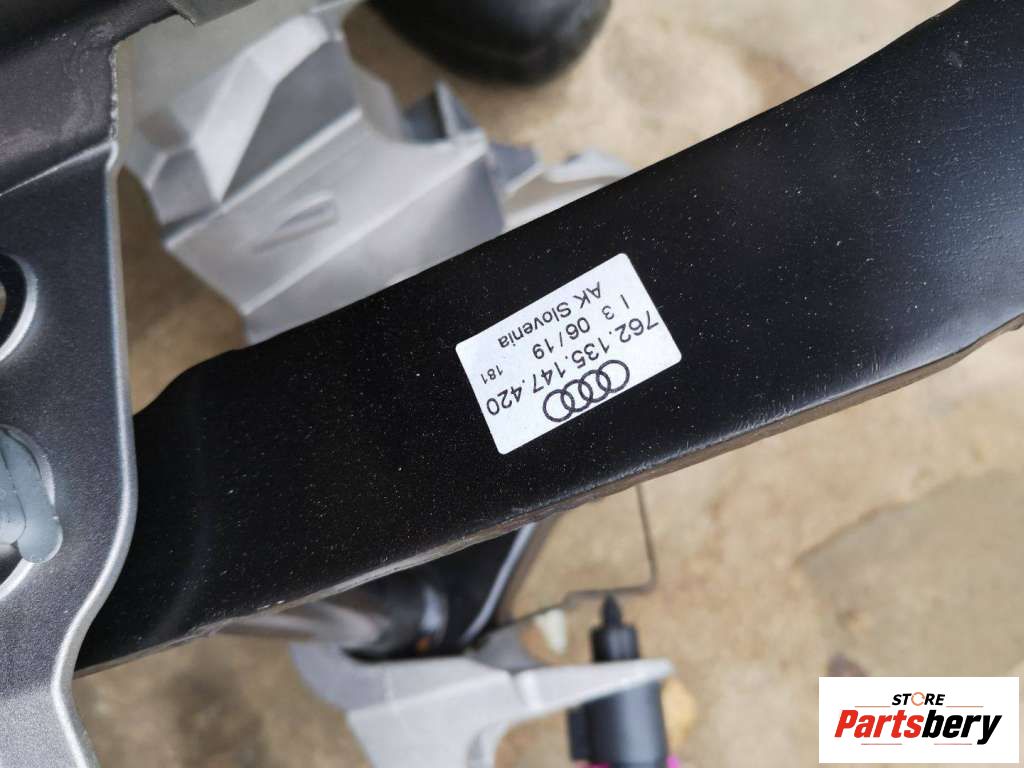 762.135.147.420
I 3 06/19
AK Slovenia 181
STORE
Partsbery